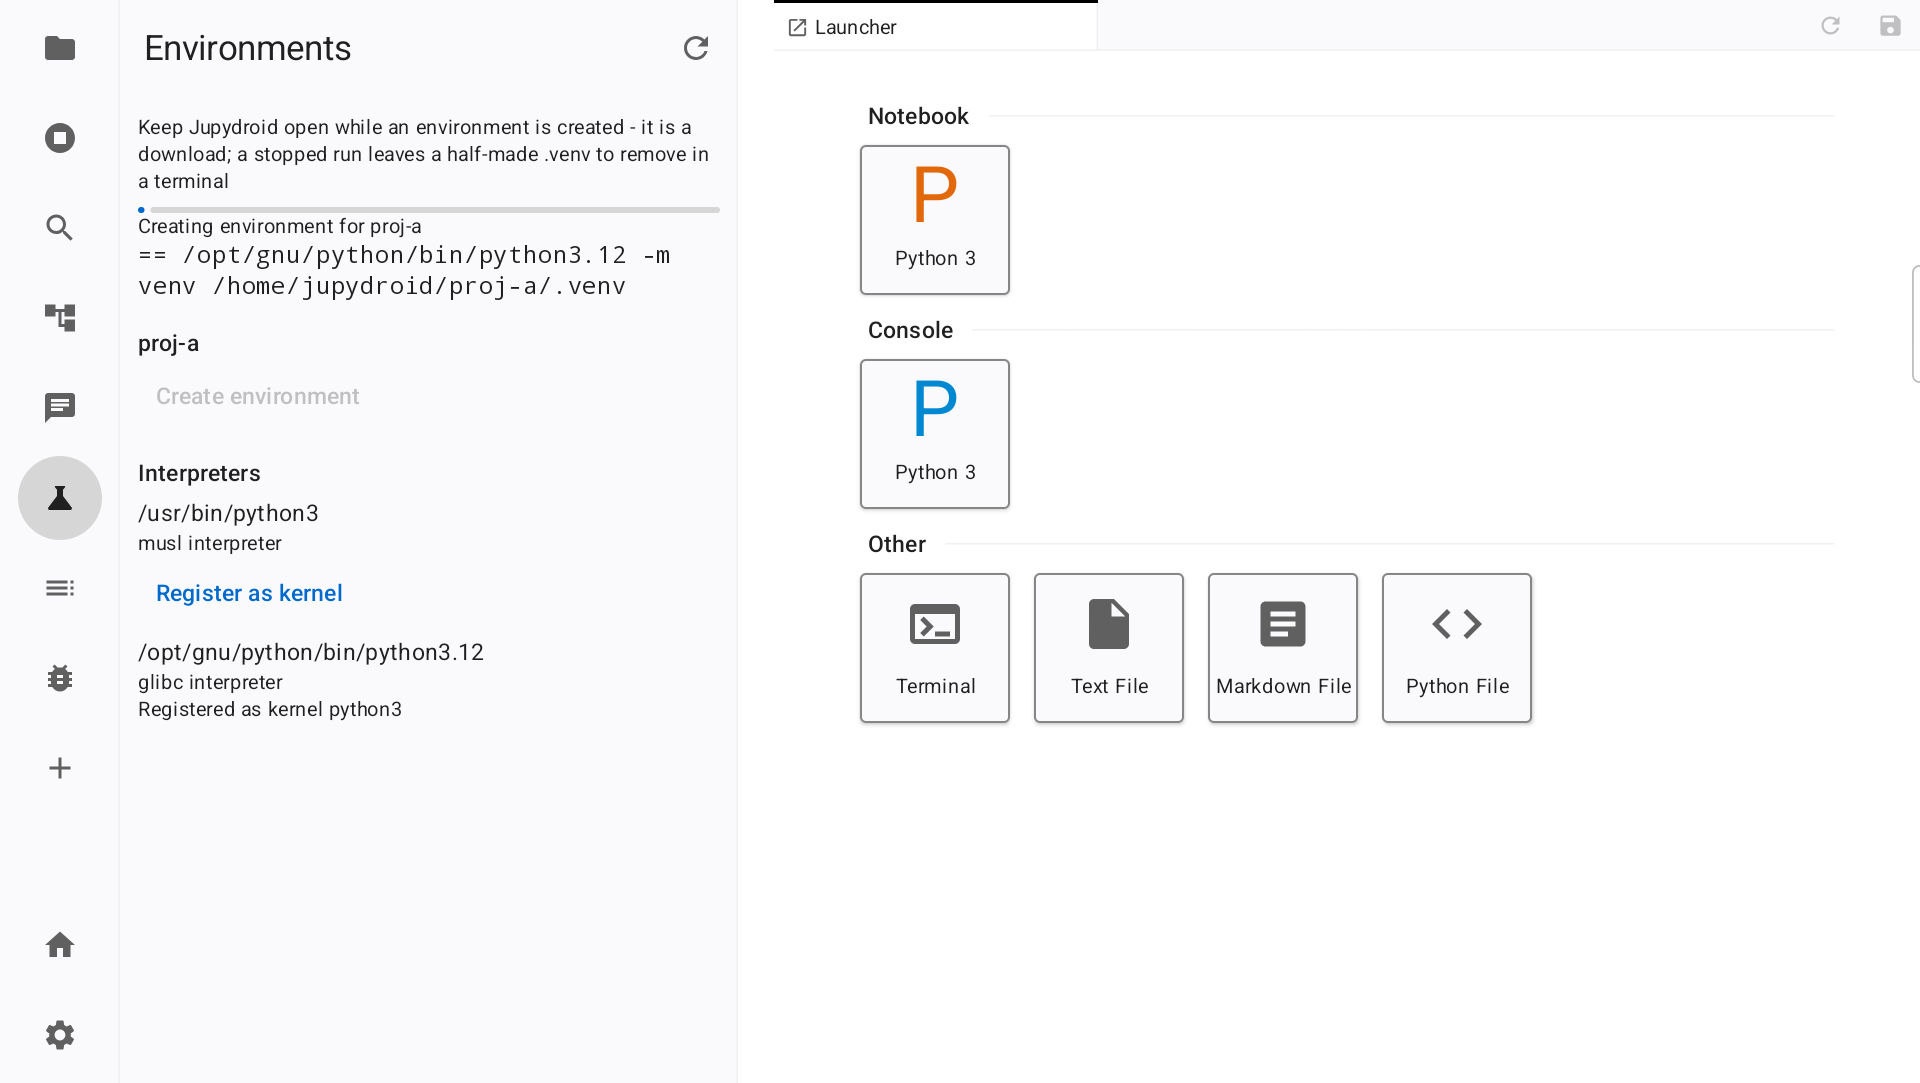 Environments
Keep Jupydroid open while an environment is created - it is a
download; a stopped run leaves a half-made .venv to remove in
a terminal
Creating environment for proj-a
== /opt/gnu/python/bin/python3.12 -m
venv /home/jupydroid/proj-a/.venv
proj-a
Create environment
Interpreters
/usr/bin/python3
musl interpreter
Register as kernel
/opt/gnu/python/bin/python3.12
glibc interpreter
Registered as kernel python3
Launcher
Notebook
P
Python 3
Console
P
Python 3
Other
Terminal
Text File
Markdown File
Python File